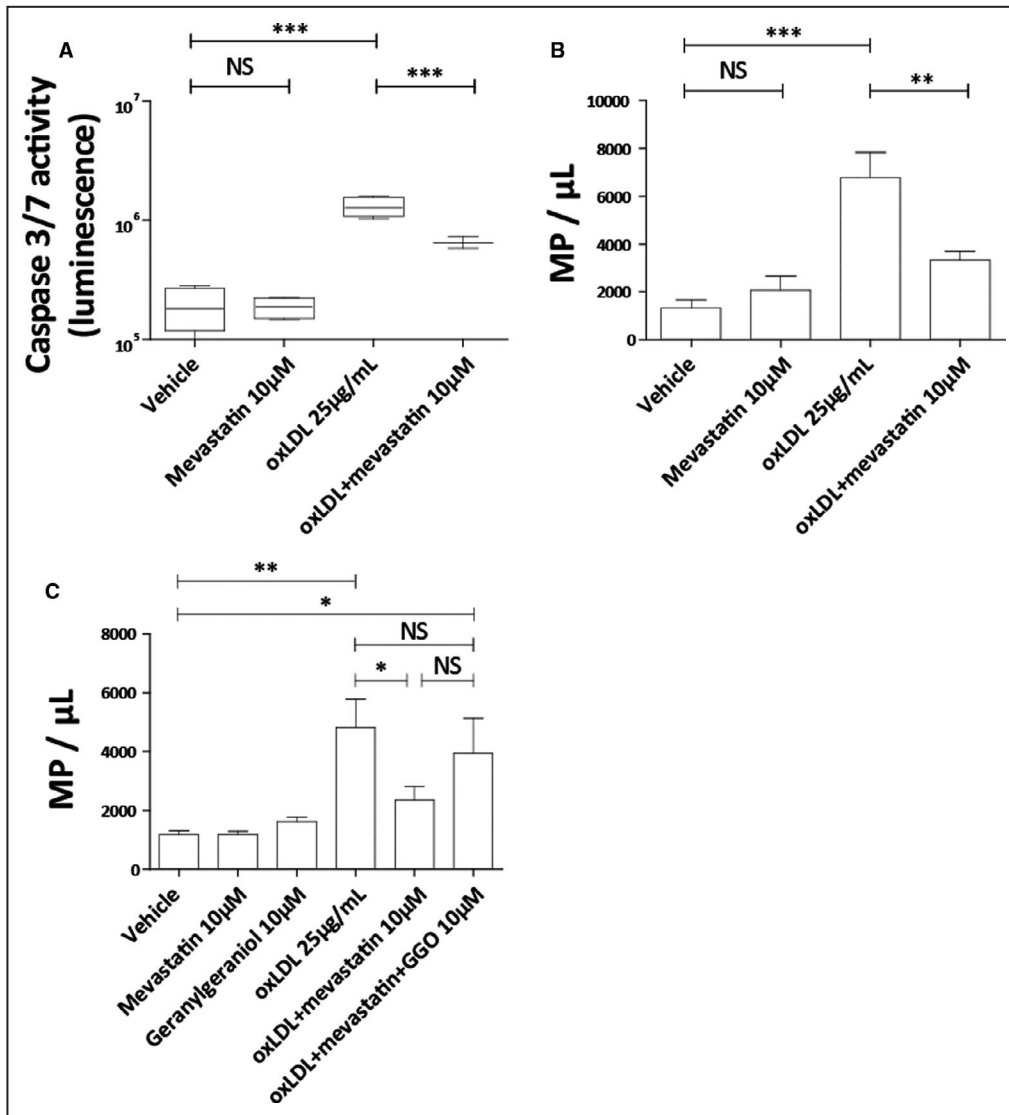 A
***
NS
***
Caspase 3/7 activity
(luminescence)
10⁷
10⁶
10⁵
Vehicle
Mevastatin 10µM
oxLDL 25µg/mL
oxLDL+mevastatin 10µM
B
***
NS
**
MP / µL
10000
8000
6000
4000
2000
0
Vehicle
Mevastatin 10µM
oxLDL 25µg/mL
oxLDL+mevastatin 10µM
C
**
*
NS
*
NS
MP / µL
8000
6000
4000
2000
0
Vehicle
Mevastatin 10µM
Geranylgeraniol 10µM
oxLDL 25µg/mL
oxLDL+mevastatin 10µM
oxLDL+mevastatin+GGO 10µM